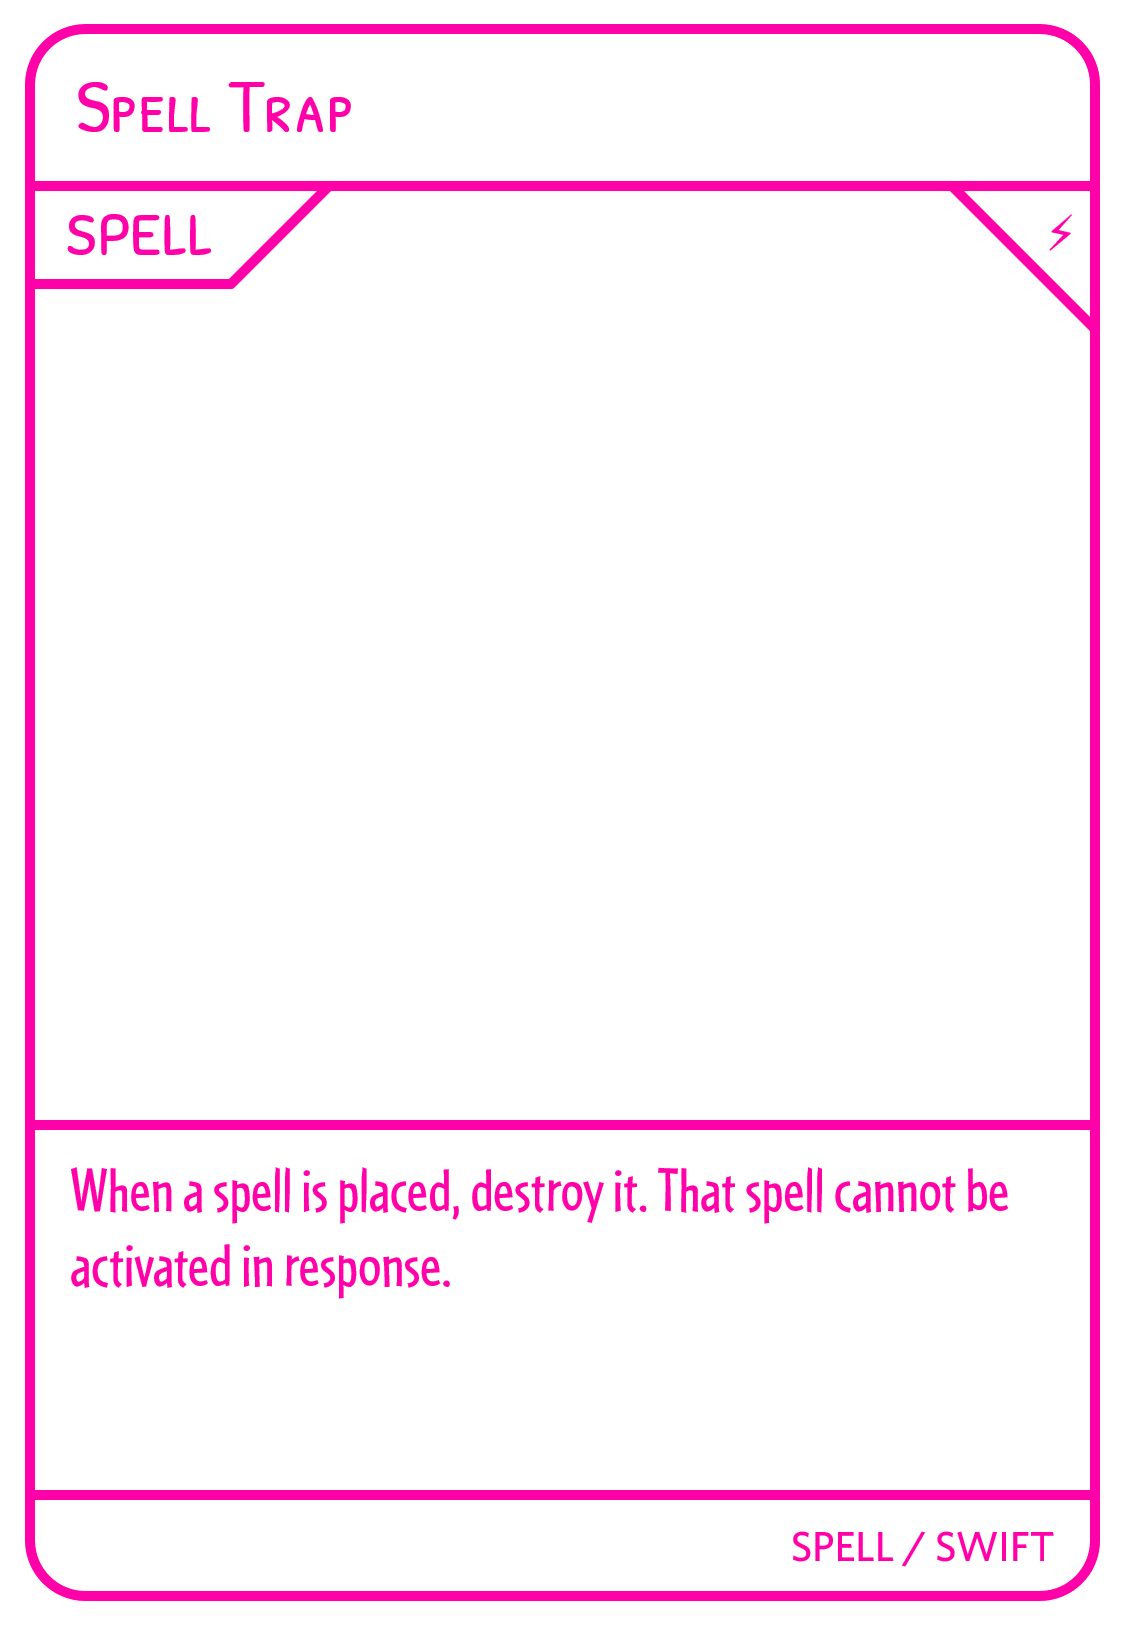 Spell Trap
SPELL
⚡
When a spell is placed, destroy it. That spell cannot be
activated in response.
SPELL / SWIFT